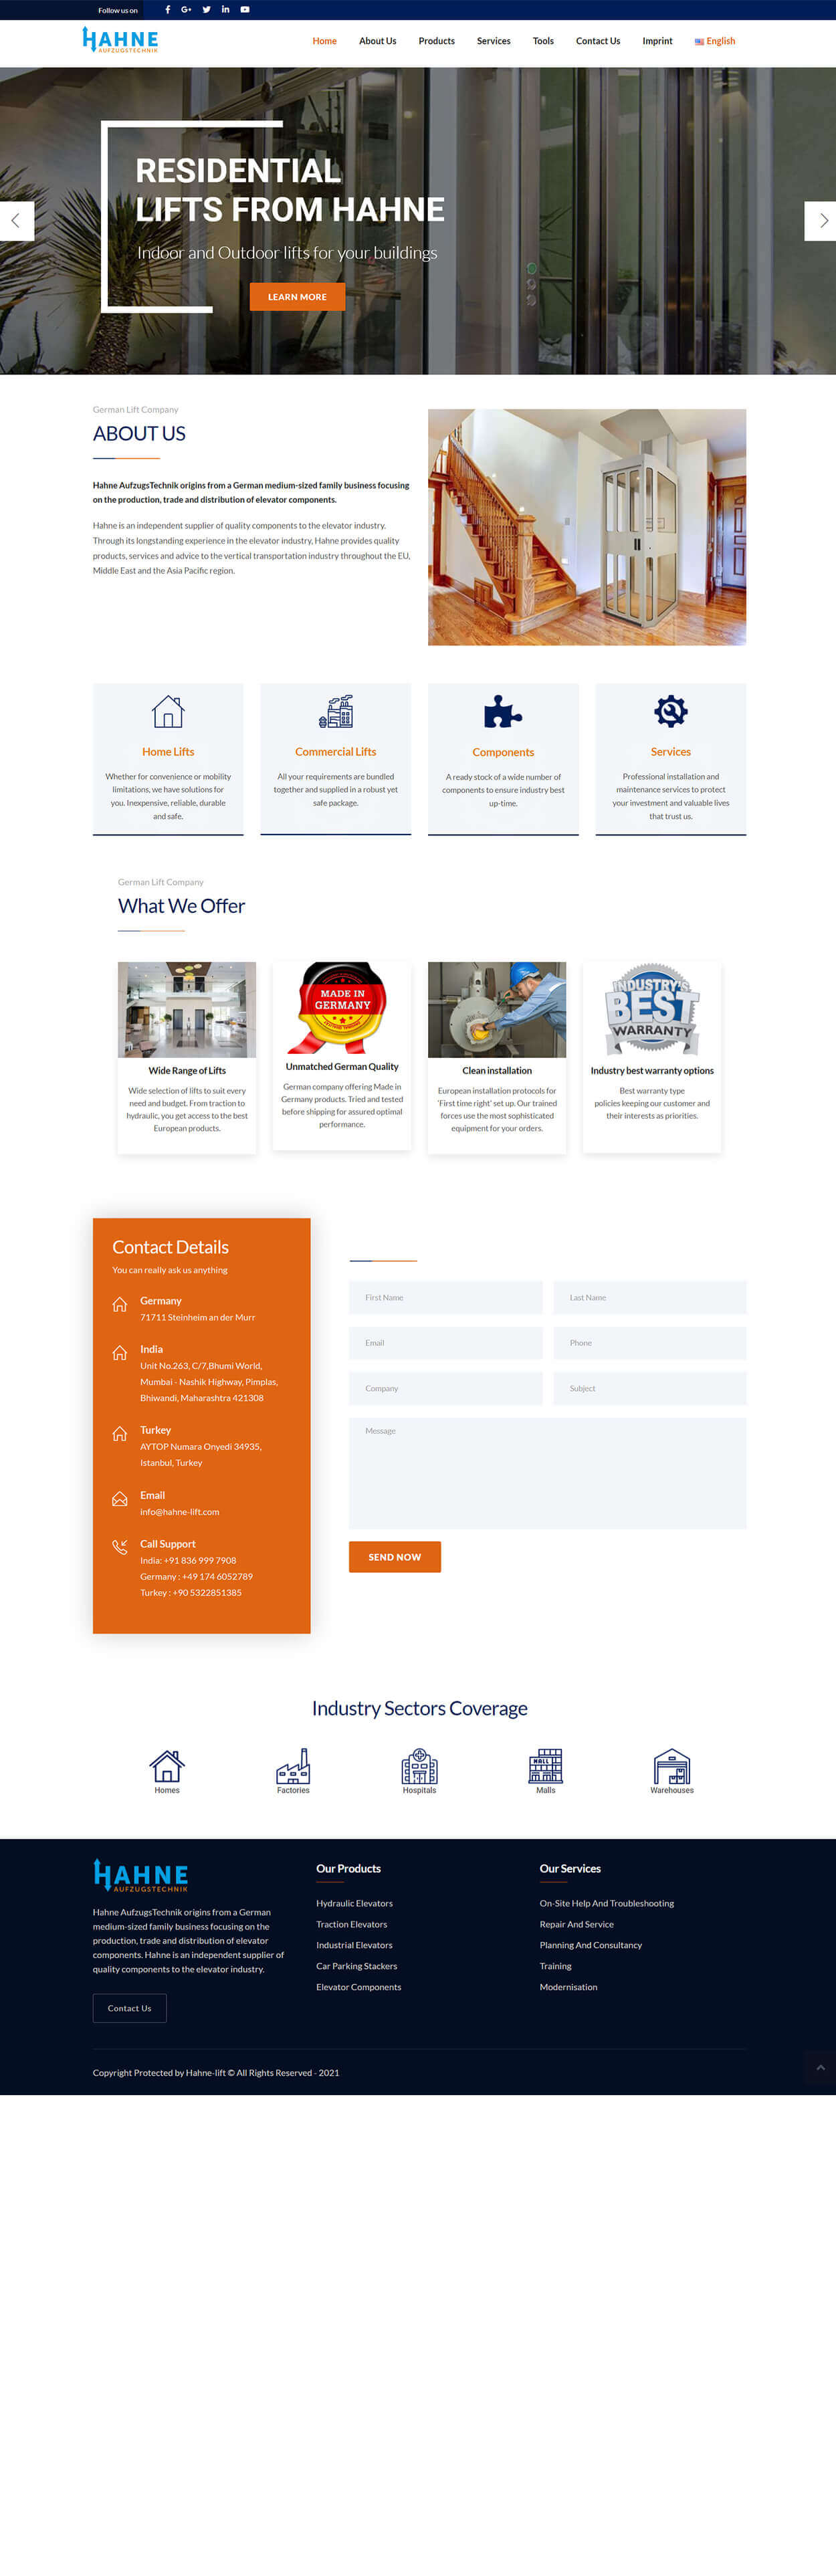 Follow us on
HAHNE
AUFZUGSTECHNIK
Home About Us Products Services Tools Contact Us Imprint English
RESIDENTIAL
LIFTS FROM HAHNE
Indoor and Outdoor lifts for your buildings
LEARN MORE
German Lift Company
ABOUT US
Hahne AufzugsTechnik origins from a German medium-sized family business focusing
on the production, trade and distribution of elevator components.
Hahne is an independent supplier of quality components to the elevator industry.
Through its longstanding experience in the elevator industry, Hahne provides quality
products, services and advice to the vertical transportation industry throughout the EU,
Middle East and the Asia Pacific region.
Home Lifts
Whether for convenience or mobility
limitations, we have solutions for
you. Inexpensive, reliable, durable
and safe.
Commercial Lifts
All your requirements are bundled
together and supplied in a robust yet
safe package.
Components
A ready stock of a wide number of
components to ensure industry best
up-time.
Services
Professional installation and
maintenance services to protect
your investment and valuable lives
that trust us.
German Lift Company
What We Offer
Wide Range of Lifts
Wide selection of lifts to suit every
need and budget. From traction to
hydraulic, you get access to the best
European products.
MADE IN
GERMANY
Unmatched German Quality
German company offering Made in
Germany products. Tried and tested
before shipping for assured optimal
performance.
Clean installation
European installation protocols for
'First time right' set up. Our trained
forces use the most sophisticated
equipment for your orders.
INDUSTRY'S
BEST
WARRANTY
Industry best warranty options
Best warranty type
policies keeping our customer and
their interests as priorities.
Contact Details
You can really ask us anything
Germany
71711 Steinheim an der Murr
India
Unit No.263, C/7,Bhumi World,
Mumbai - Nashik Highway, Pimplas,
Bhiwandi, Maharashtra 421308
Turkey
AYTOP Numara Onyedi 34935,
Istanbul, Turkey
Email
info@hahne-lift.com
Call Support
India: +91 836 999 7908
Germany : +49 174 6052789
Turkey : +90 5322851385
First Name Last Name
Email Phone
Company Subject
Message
SEND NOW
Industry Sectors Coverage
MALL
Homes Factories Hospitals Malls Warehouses
HAHNE
AUFZUGSTECHNIK
Hahne AufzugsTechnik origins from a German
medium-sized family business focusing on the
production, trade and distribution of elevator
components. Hahne is an independent supplier of
quality components to the elevator industry.
Contact Us
Our Products
Hydraulic Elevators
Traction Elevators
Industrial Elevators
Car Parking Stackers
Elevator Components
Our Services
On-Site Help And Troubleshooting
Repair And Service
Planning And Consultancy
Training
Modernisation
Copyright Protected by Hahne-lift © All Rights Reserved - 2021